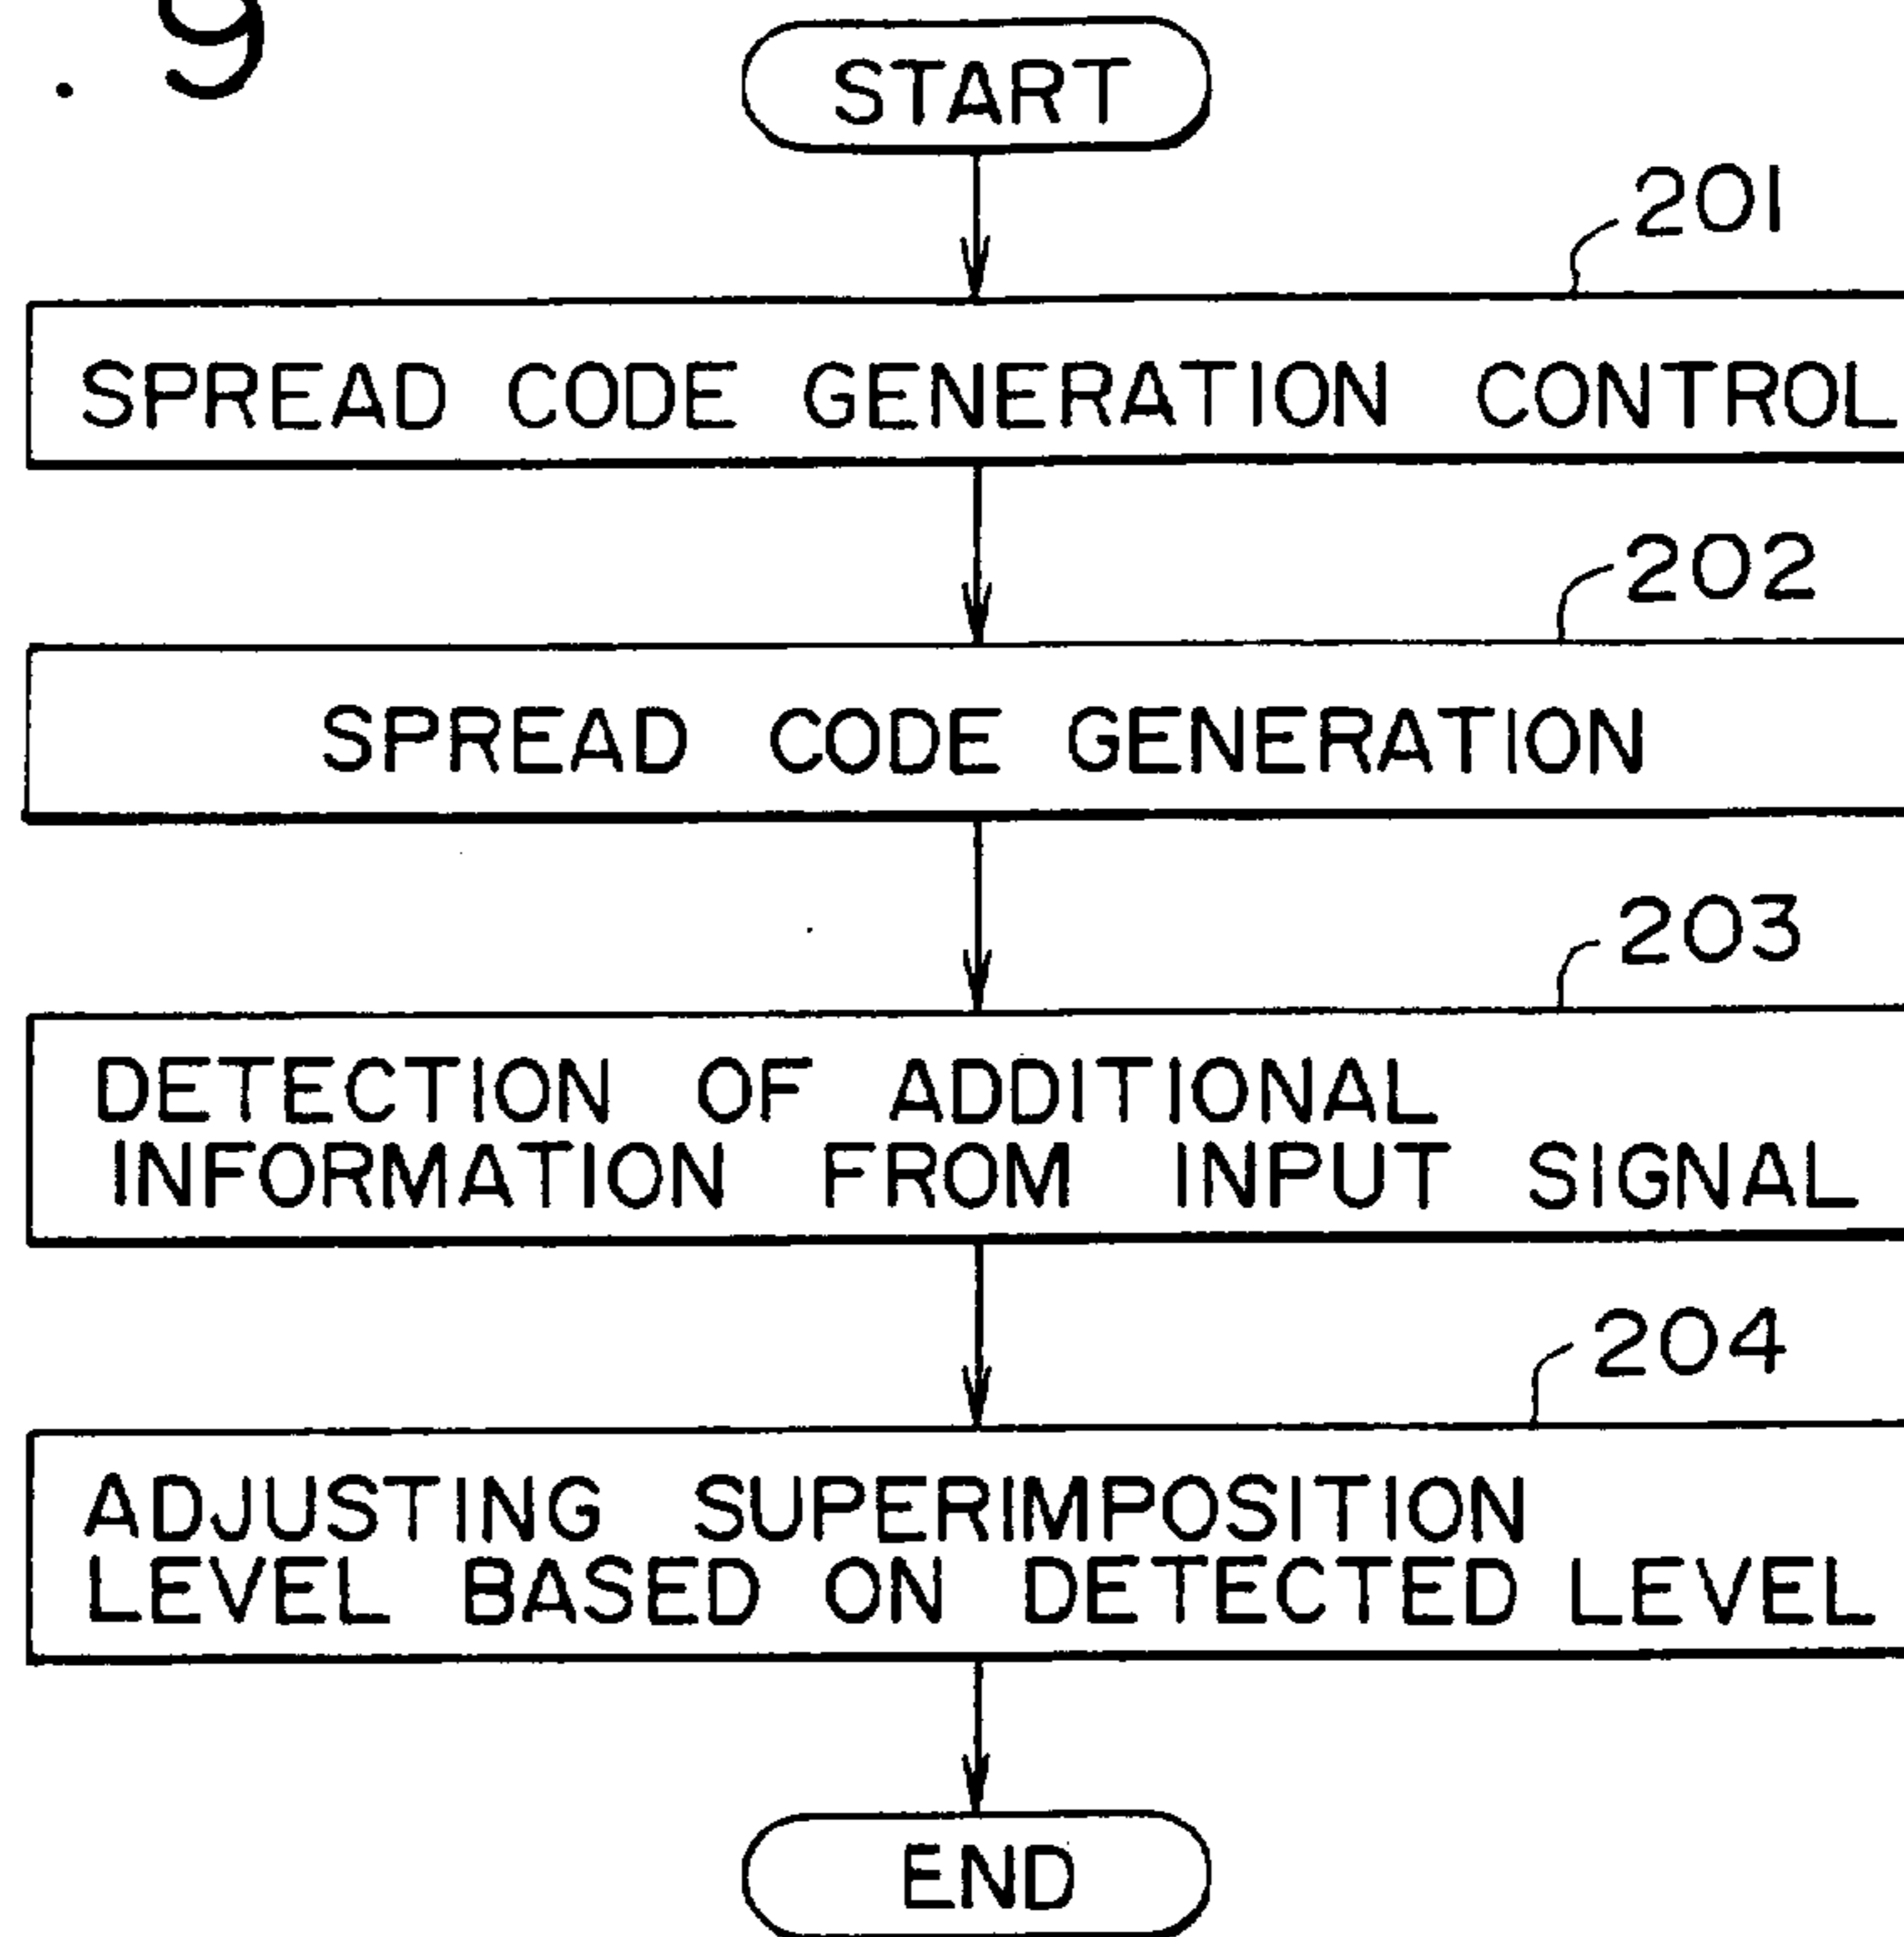 . 9
START
201
SPREAD CODE GENERATION CONTROL
202
SPREAD CODE GENERATION
203
DETECTION OF ADDITIONAL
INFORMATION FROM INPUT SIGNAL
204
ADJUSTING SUPERIMPOSITION
LEVEL BASED ON DETECTED LEVEL
END